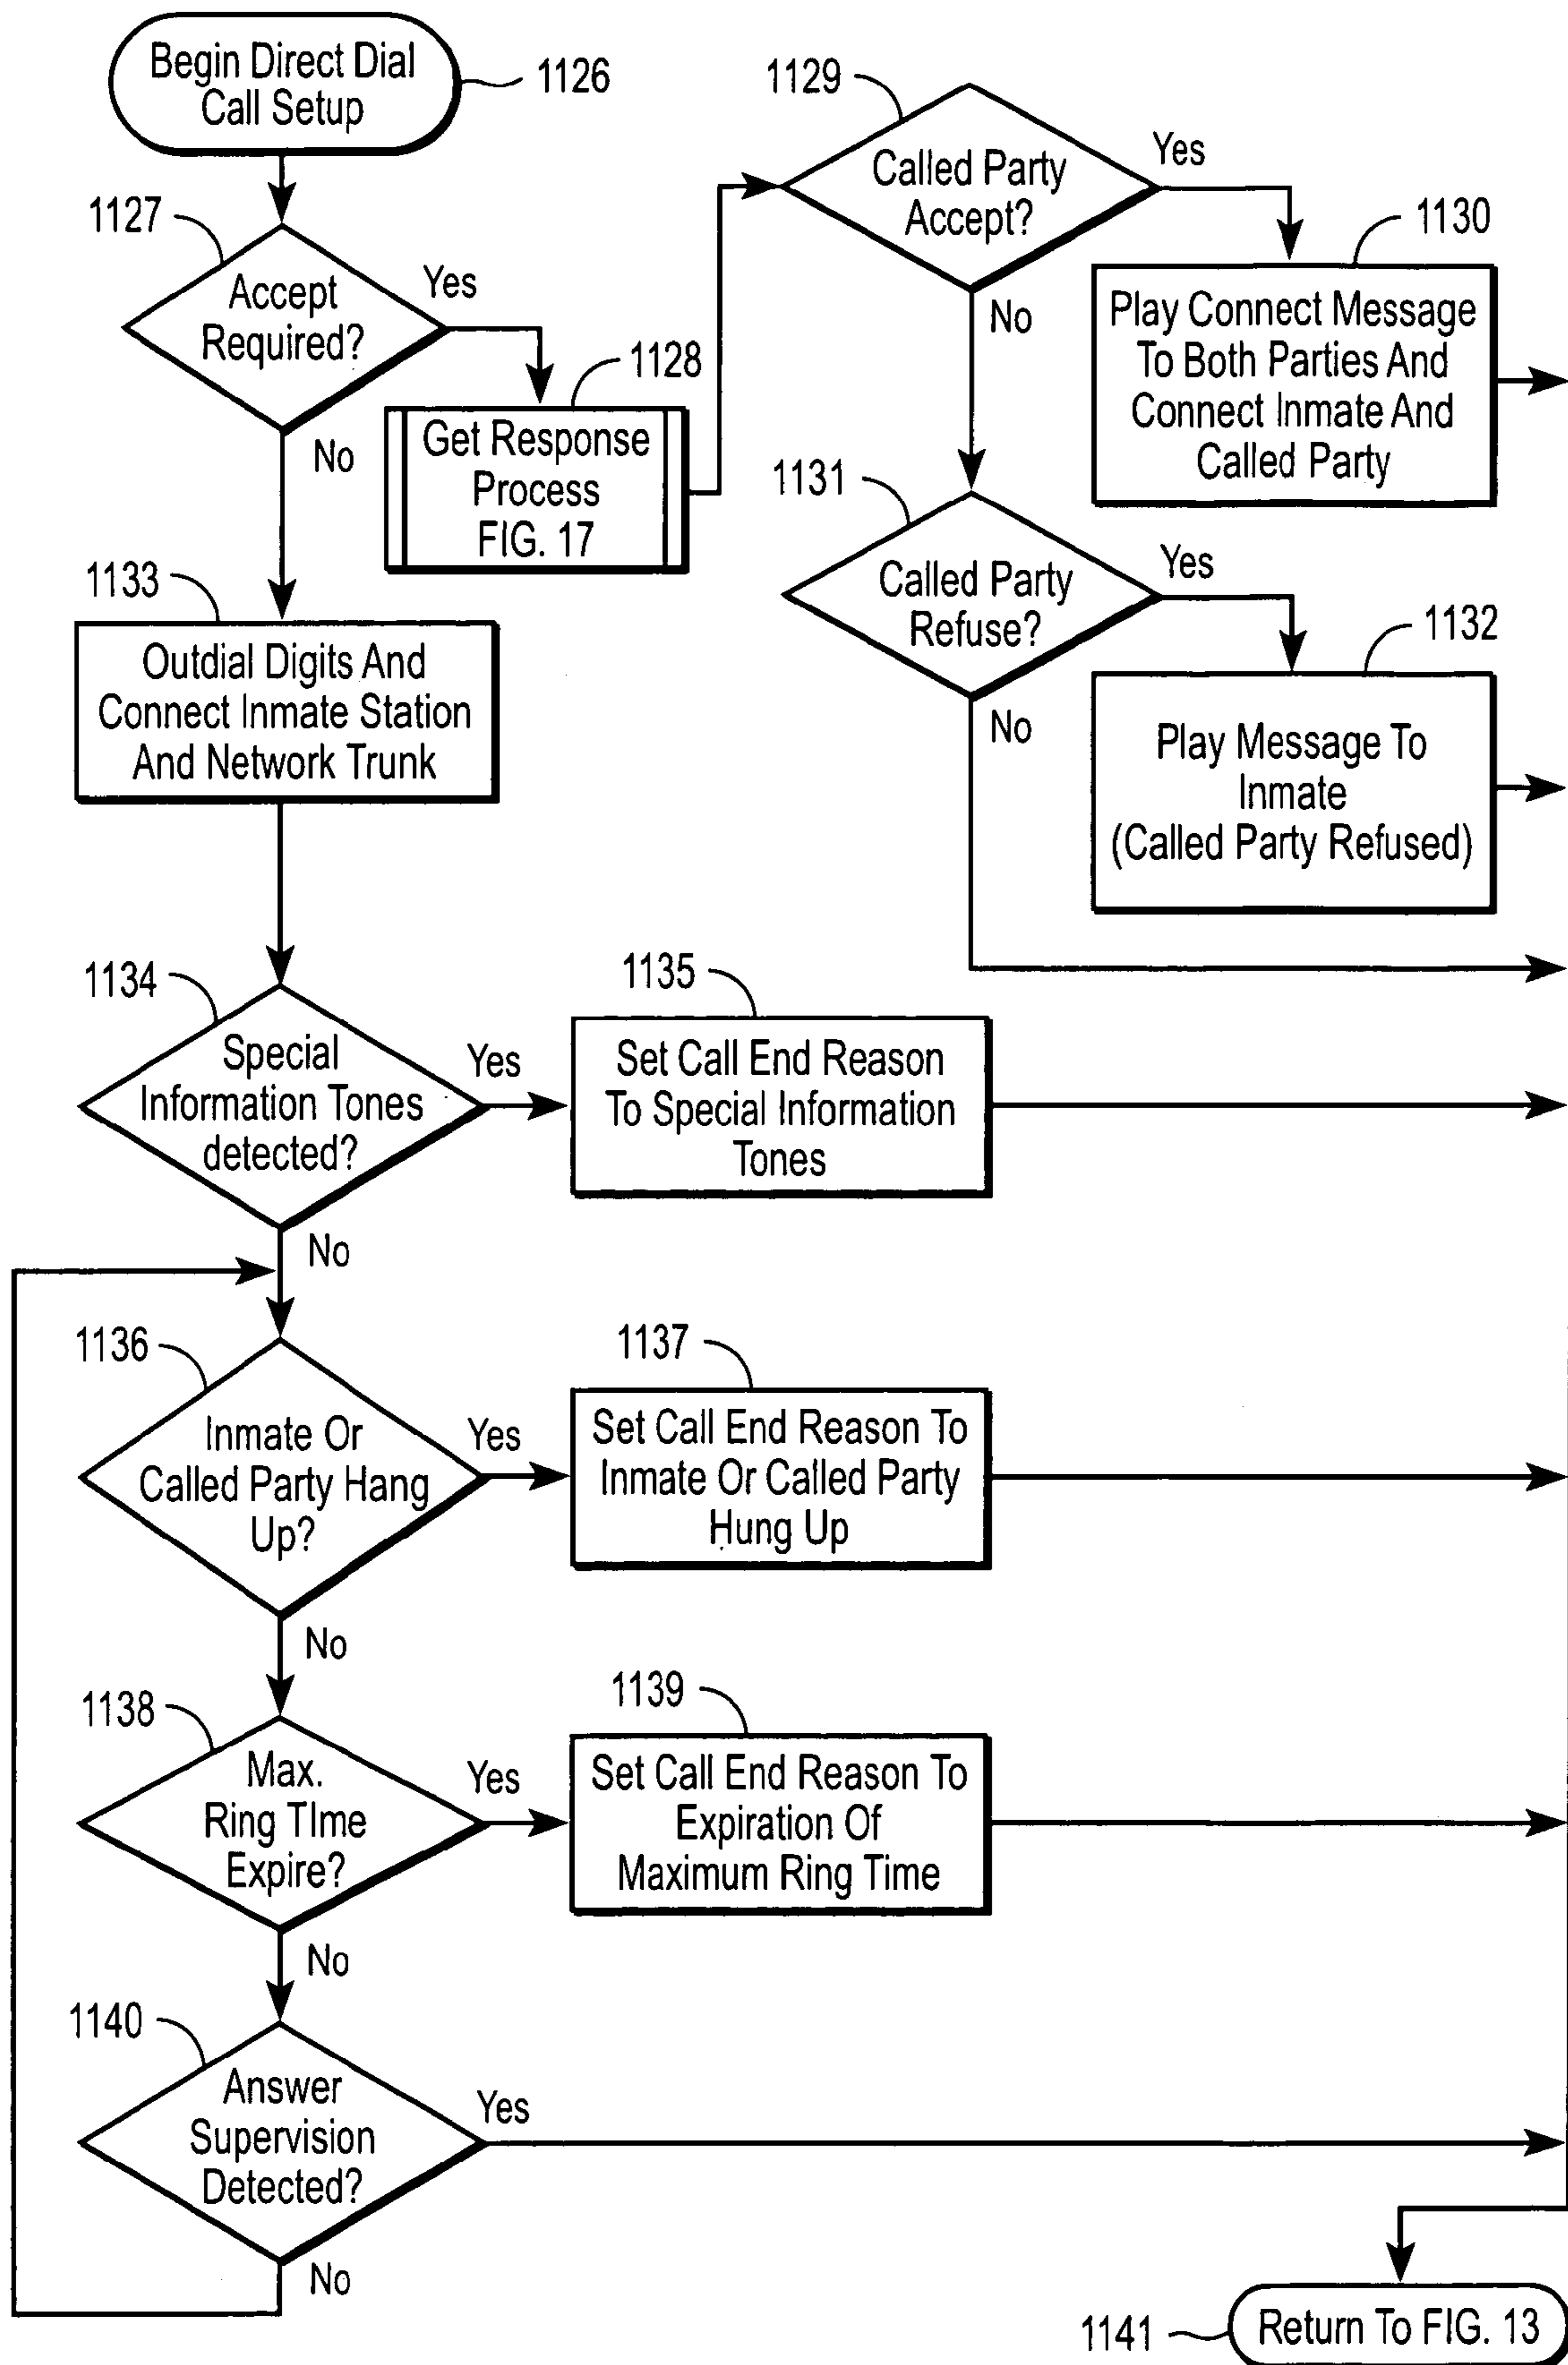 Begin Direct Dial
Call Setup
1126
1127
Accept
Required?
Yes
No
1128
Get Response
Process
FIG. 17
1129
Called Party
Accept?
Yes
No
1130
Play Connect Message
To Both Parties And
Connect Inmate And
Called Party
1131
Called Party
Refuse?
Yes
No
1132
Play Message To
Inmate
(Called Party Refused)
1133
Outdial Digits And
Connect Inmate Station
And Network Trunk
1134
Special
Information Tones
detected?
Yes
No
1135
Set Call End Reason
To Special Information
Tones
1136
Inmate Or
Called Party Hang
Up?
Yes
No
1137
Set Call End Reason To
Inmate Or Called Party
Hung Up
1138
Max.
Ring TIme
Expire?
Yes
No
1139
Set Call End Reason To
Expiration Of
Maximum Ring Time
1140
Answer
Supervision
Detected?
Yes
No
1141
Return To FIG. 13